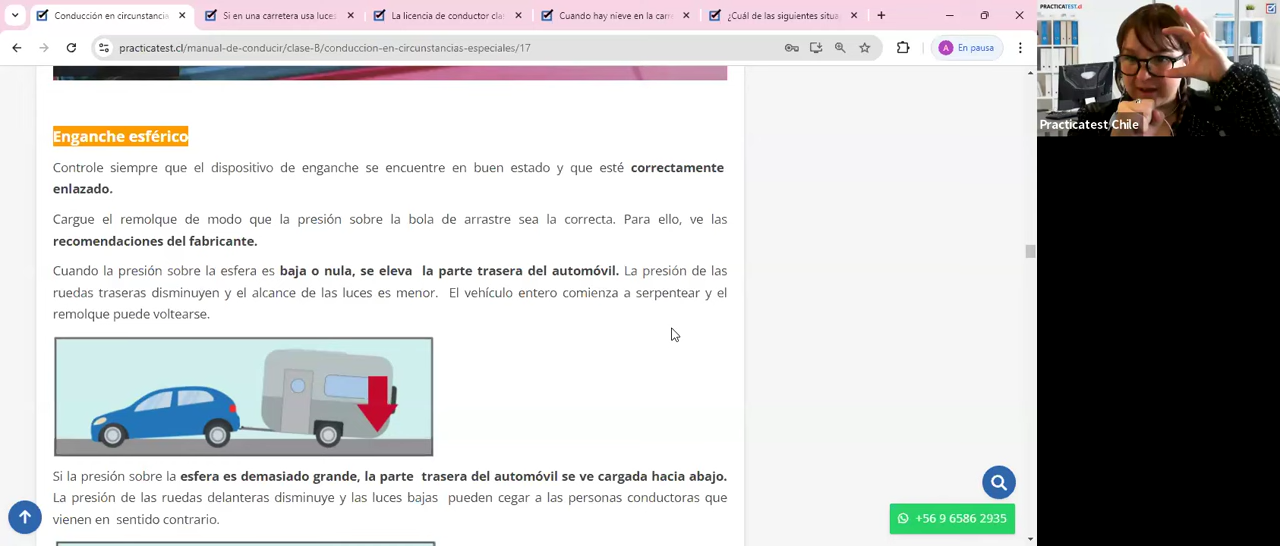 Conducción en circunstancia
Si en una carretera usa luces
La licencia de conductor cla
Cuando hay nieve en la carre
¿Cuál de las siguientes situa
practicatest.cl/manual-de-conducir/clase-B/conduccion-en-circunstancias-especiales/17
A En pausa
PRACTICATEST.cl
Practicatest Chile
Enganche esférico
Controle siempre que el dispositivo de enganche se encuentre en buen estado y que esté correctamente
enlazado.
Cargue el remolque de modo que la presión sobre la bola de arrastre sea la correcta. Para ello, ve las
recomendaciones del fabricante.
Cuando la presión sobre la esfera es baja o nula, se eleva la parte trasera del automóvil. La presión de las
ruedas traseras disminuyen y el alcance de las luces es menor. El vehículo entero comienza a serpentear y el
remolque puede voltearse.
Si la presión sobre la esfera es demasiado grande, la parte trasera del automóvil se ve cargada hacia abajo.
La presión de las ruedas delanteras disminuye y las luces bajas pueden cegar a las personas conductoras que
vienen en sentido contrario.
+56 9 6586 2935